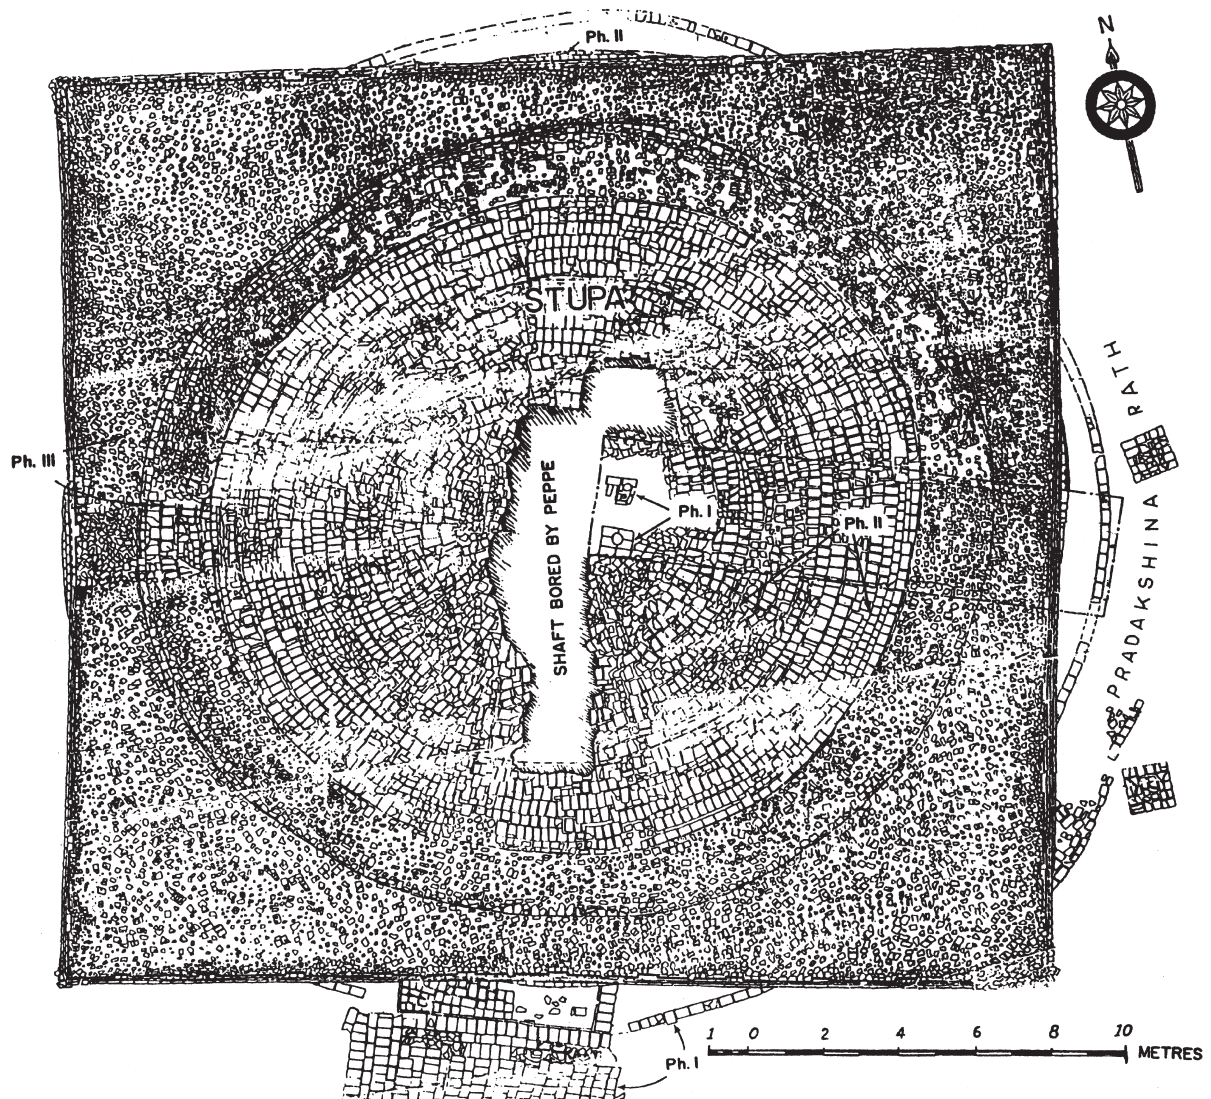 N
Ph. II
STUPA
RATH
Ph. III
SHAFT BORED BY PEPPE
Ph. I
Ph. II
PRADAKSHINA
Ph. I
1 0 2 4 6 8 10
METRES